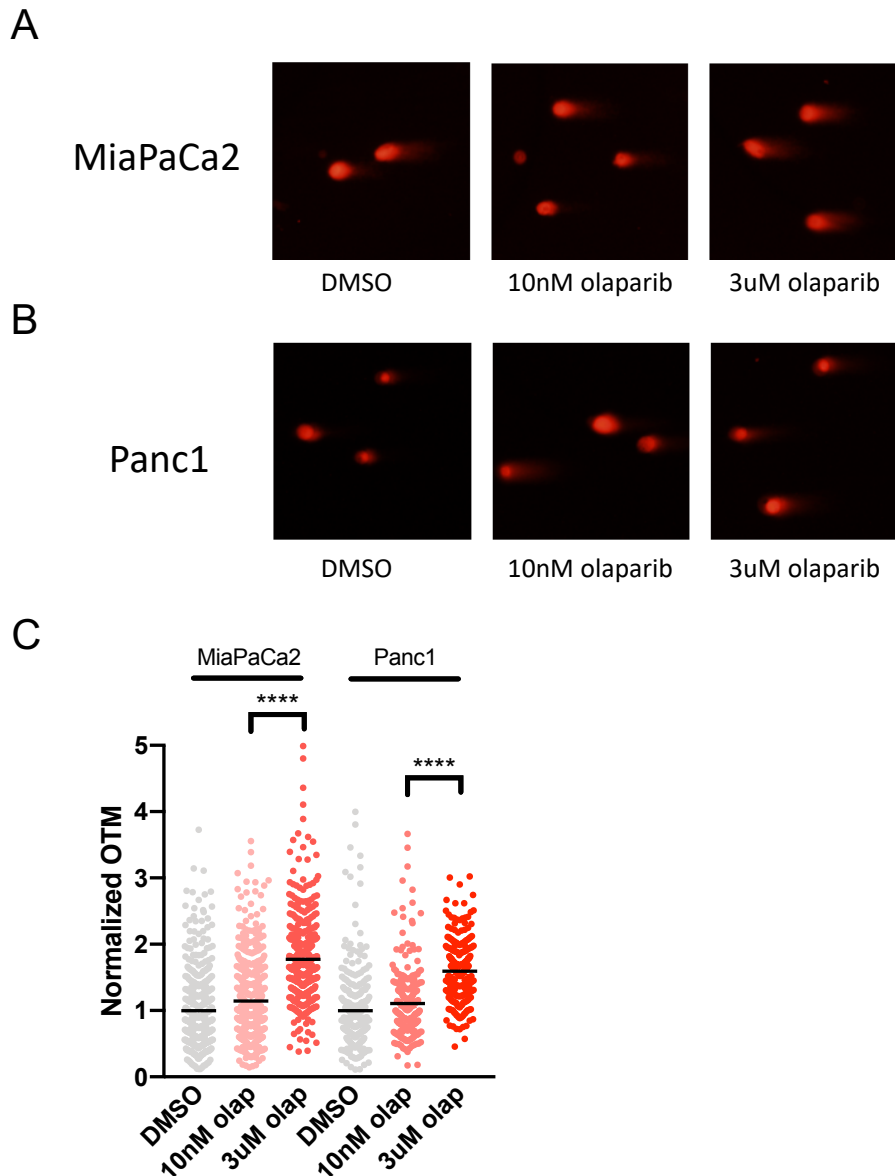 A
MiaPaCa2
DMSO
10nM olaparib
3uM olaparib
B
Panc1
DMSO
10nM olaparib
3uM olaparib
C
MiaPaCa2
Panc1
****
****
Normalized OTM
5
4
3
2
1
0
DMSO
10nM olap
3uM olap
DMSO
10nM olap
3uM olap